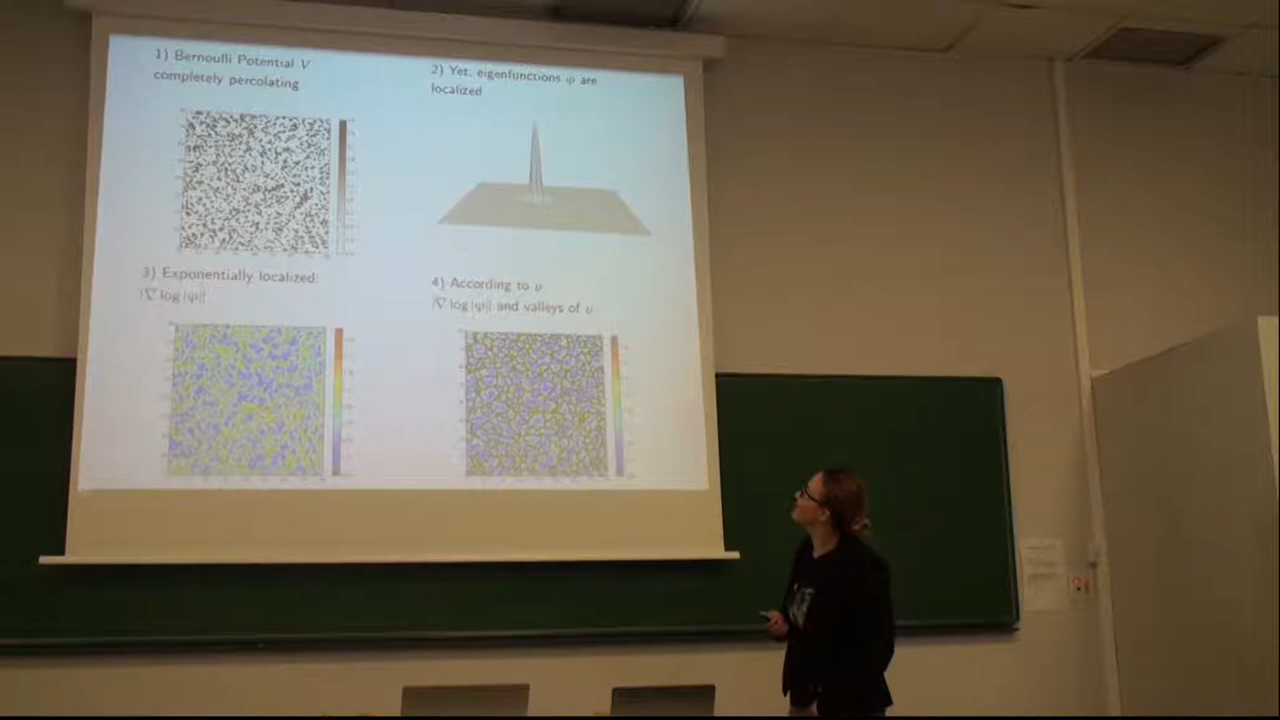 1) Bernoulli Potential V
completely percolating
2) Yet, eigenfunctions φ are
localized
3) Exponentially localized:
|∇ log |ψ||
4) According to υ
|∇ log |ψ|| and valleys of υ